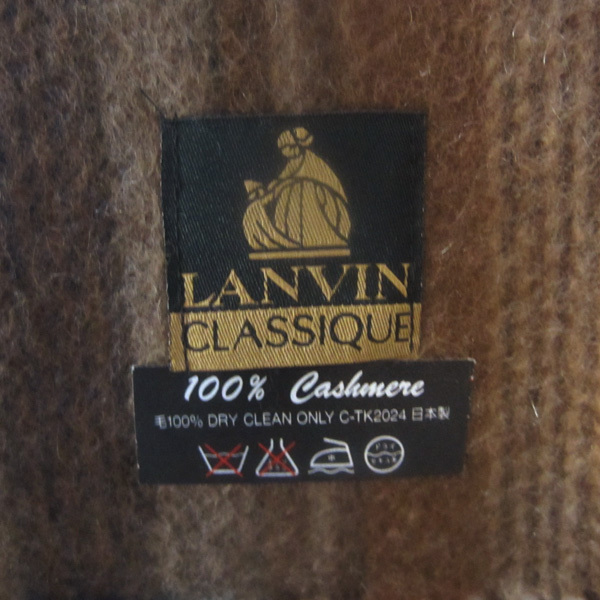 LANVIN
CLASSIQUE
100% Cashmere
毛100% DRY CLEAN ONLY C-TK2024 日本製